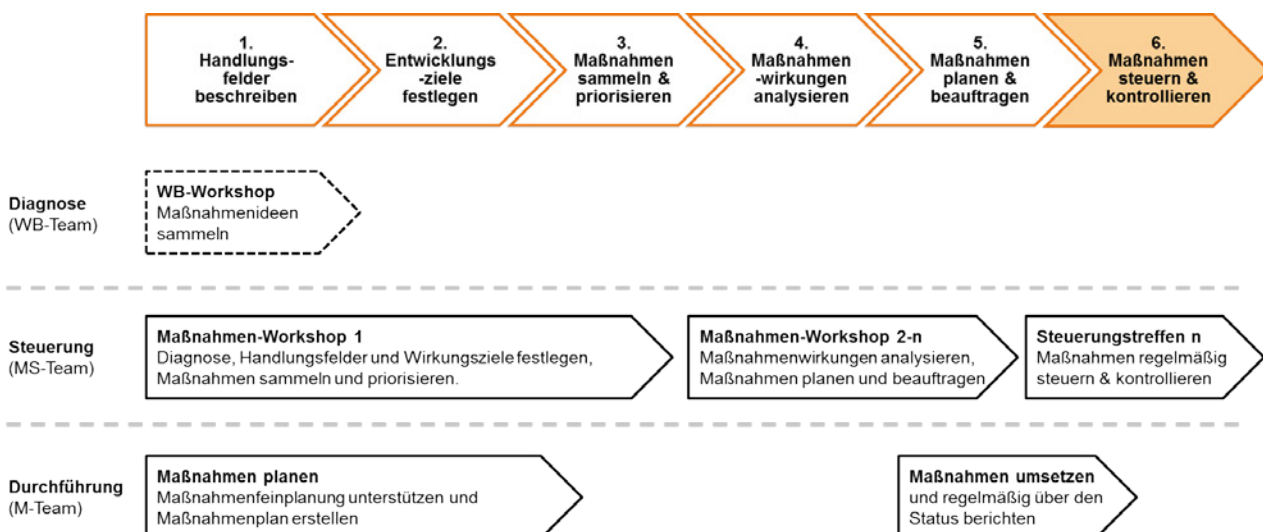 1.
Handlungs-
felder
beschreiben
2.
Entwicklungs
-ziele
festlegen
3.
Maßnahmen
sammeln &
priorisieren
4.
Maßnahmen
-wirkungen
analysieren
5.
Maßnahmen
planen &
beauftragen
6.
Maßnahmen
steuern &
kontrollieren
Diagnose
(WB-Team)
WB-Workshop
Maßnahmenideen
sammeln
Steuerung
(MS-Team)
Maßnahmen-Workshop 1
Diagnose, Handlungsfelder und Wirkungsziele festlegen,
Maßnahmen sammeln und priorisieren.
Maßnahmen-Workshop 2-n
Maßnahmenwirkungen analysieren,
Maßnahmen planen und beauftragen
Steuerungstreffen n
Maßnahmen regelmäßig
steuern & kontrollieren
Durchführung
(M-Team)
Maßnahmen planen
Maßnahmenfeinplanung unterstützen und
Maßnahmenplan erstellen
Maßnahmen umsetzen
und regelmäßig über den
Status berichten